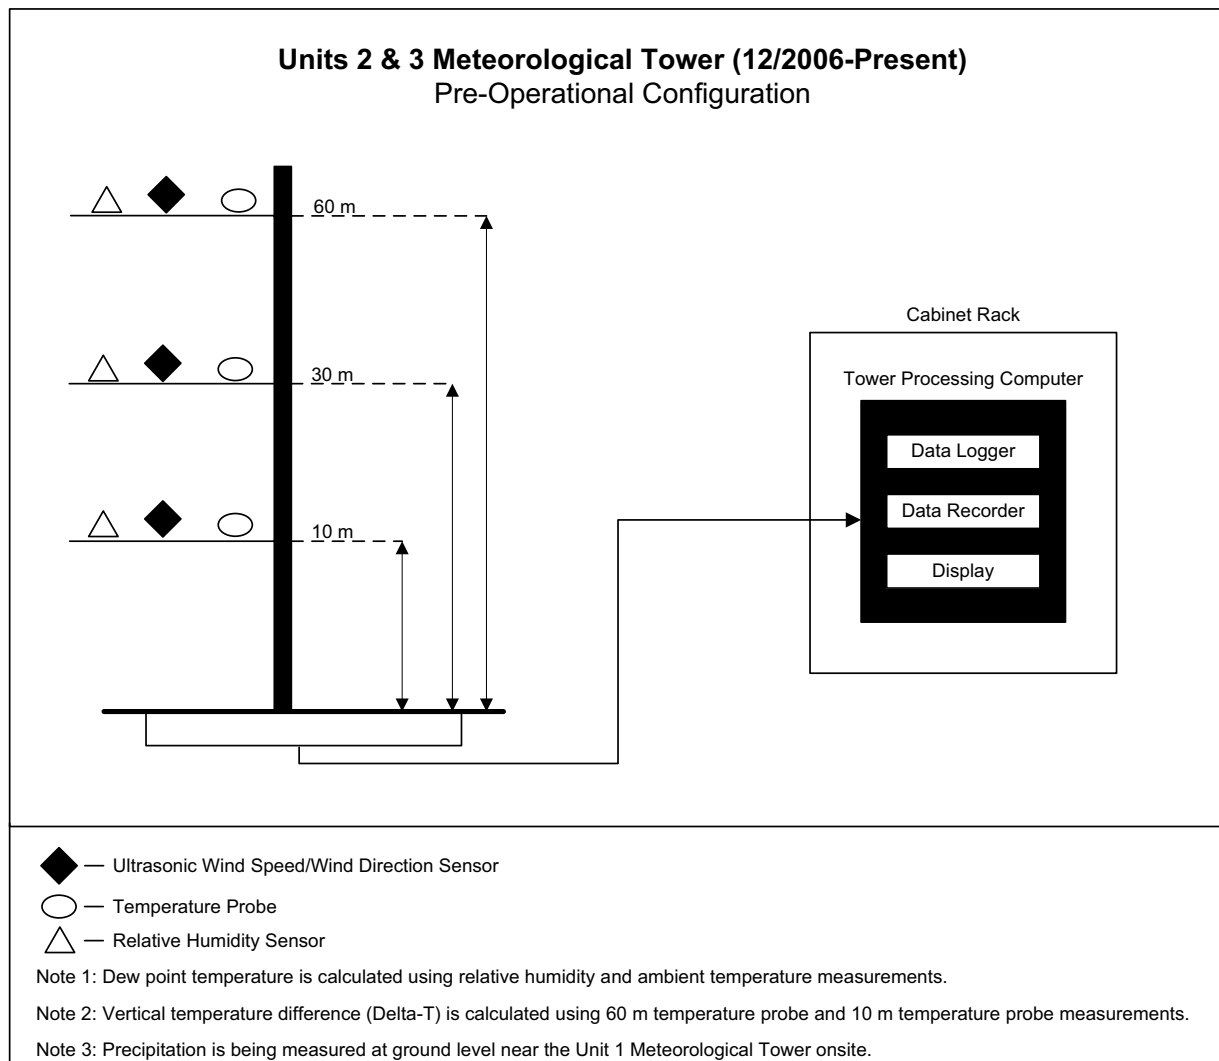 Units 2 & 3 Meteorological Tower (12/2006-Present)
Pre-Operational Configuration
60 m
30 m
10 m
Cabinet Rack
Tower Processing Computer
Data Logger
Data Recorder
Display
— Ultrasonic Wind Speed/Wind Direction Sensor
— Temperature Probe
— Relative Humidity Sensor
Note 1: Dew point temperature is calculated using relative humidity and ambient temperature measurements.
Note 2: Vertical temperature difference (Delta-T) is calculated using 60 m temperature probe and 10 m temperature probe measurements.
Note 3: Precipitation is being measured at ground level near the Unit 1 Meteorological Tower onsite.